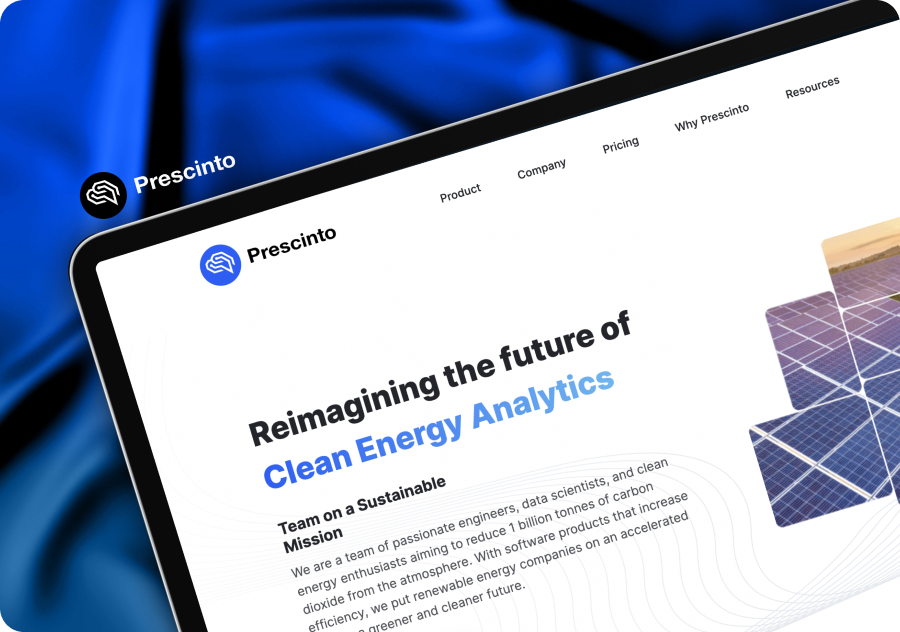 Prescinto
Product
Company
Pricing
Why Prescinto
Resources
Prescinto
Reimagining the future of
Clean Energy Analytics
Team on a Sustainable
Mission
We are a team of passionate engineers, data scientists, and clean
energy enthusiasts aiming to reduce 1 billion tonnes of carbon
dioxide from the atmosphere. With software products that increase
efficiency, we put renewable energy companies on an accelerated
greener and cleaner future.